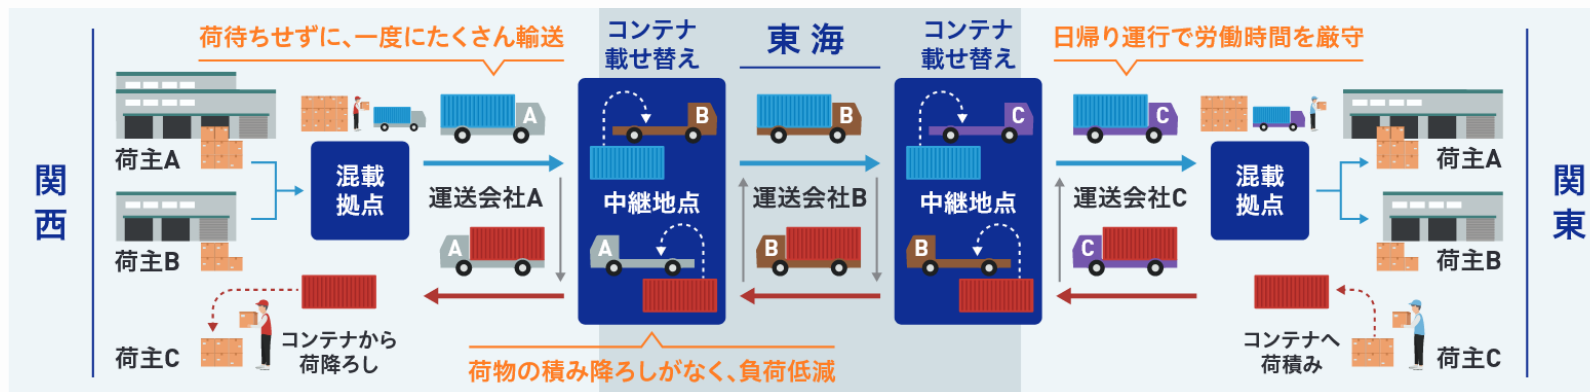 関西
荷待ちせずに、一度にたくさん輸送
荷主A
荷主B
荷主C
コンテナから
荷降ろし
混載
拠点
A
運送会社A
A
コンテナ
載せ替え
B
中継地点
A
荷物の積み降ろしがなく、負荷低減
東海
B
運送会社B
B
コンテナ
載せ替え
C
中継地点
B
日帰り運行で労働時間を厳守
C
運送会社C
C
混載
拠点
コンテナへ
荷積み
荷主A
荷主B
荷主C
関東